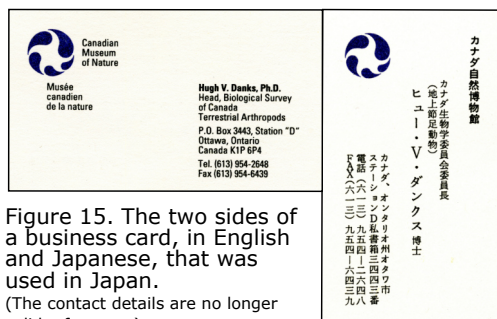 Canadian
Museum
of Nature
Musée
canadien
de la nature
Hugh V. Danks, Ph.D.
Head, Biological Survey
of Canada
Terrestrial Arthropods
P.O. Box 3443, Station "D"
Ottawa, Ontario
Canada K1P 6P4
Tel. (613) 954-2648
Fax (613) 954-6439
カナダ自然博物館
カナダ生物学委員会委員長
(地上節足動物)
ヒュー・V・ダンクス 博士
カナダ、オンタリオ州オタワ市
ステーションD私書箱三四四三番
電話(六一三)九五四―二六四八
FAX(六一三)九五四―六四三九
Figure 15. The two sides of
a business card, in English
and Japanese, that was
used in Japan.
(The contact details are no longer